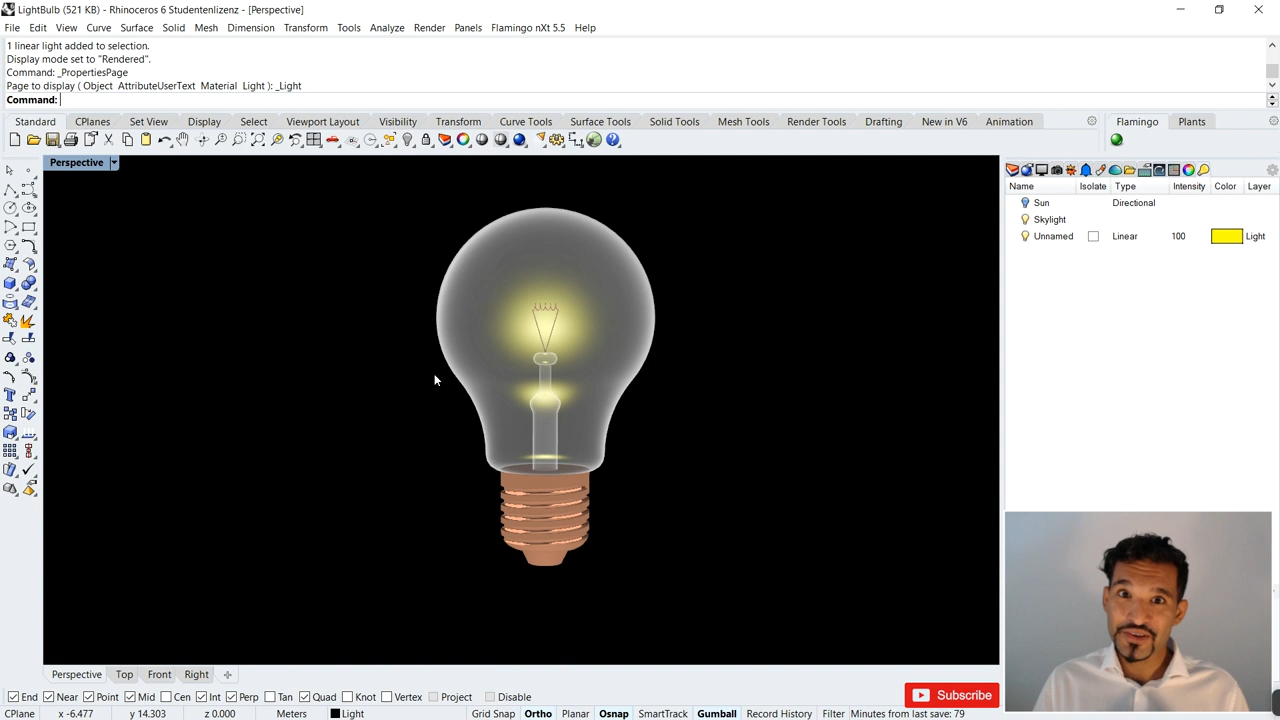 LightBulb (521 KB) - Rhinoceros 6 Studentenlizenz - [Perspective]
File Edit View Curve Surface Solid Mesh Dimension Transform Tools Analyze Render Panels Flamingo nXt 5.5 Help
1 linear light added to selection.
Display mode set to "Rendered".
Command: _PropertiesPage
Page to display ( Object AttributeUserText Material Light ): _Light
Command:
Standard CPlanes Set View Display Select Viewport Layout Visibility Transform Curve Tools Surface Tools Solid Tools Mesh Tools Render Tools Drafting New in V6 Animation
Flamingo Plants
Perspective
Name Isolate Type Intensity Color Layer
Sun Directional
Skylight
Unnamed Linear 100 Light
Perspective Top Front Right
Subscribe
End Near Point Mid Cen Int Perp Tan Quad Knot Vertex Project Disable
CPlane x -6.477 y 14.303 z 0.000 Meters Light Grid Snap Ortho Planar Osnap SmartTrack Gumball Record History Filter Minutes from last save: 79